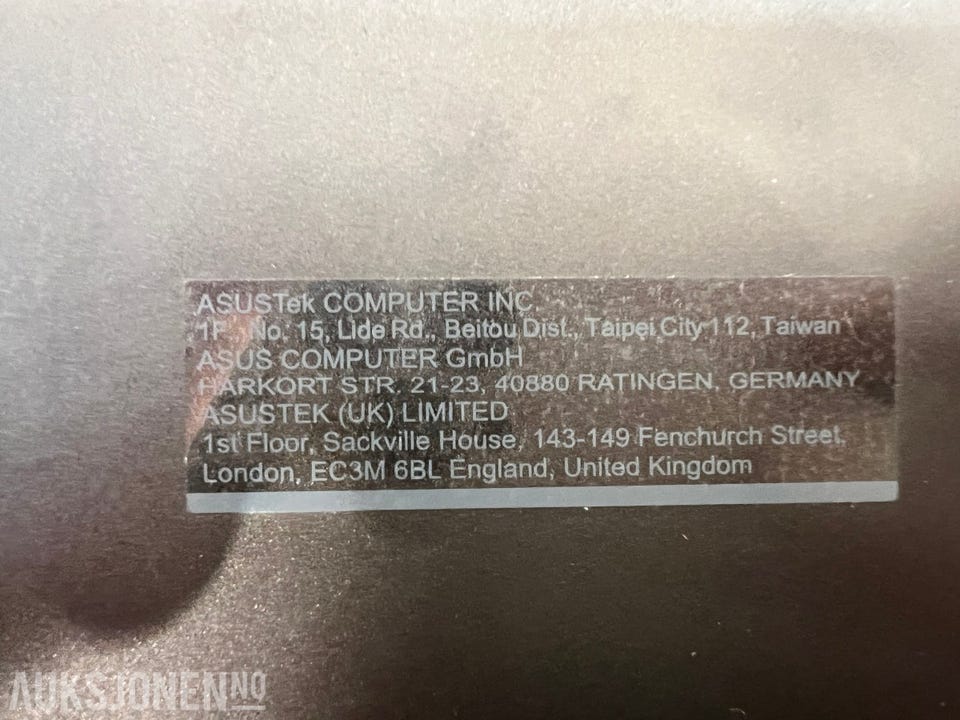 ASUSTek COMPUTER INC
1F., No. 15, Lide Rd., Beitou Dist., Taipei City 112, Taiwan
ASUS COMPUTER GmbH
HARKORT STR. 21-23, 40880 RATINGEN, GERMANY
ASUSTEK (UK) LIMITED
1st Floor, Sackville House, 143-149 Fenchurch Street,
London, EC3M 6BL England, United Kingdom
AUKSJONEN NO